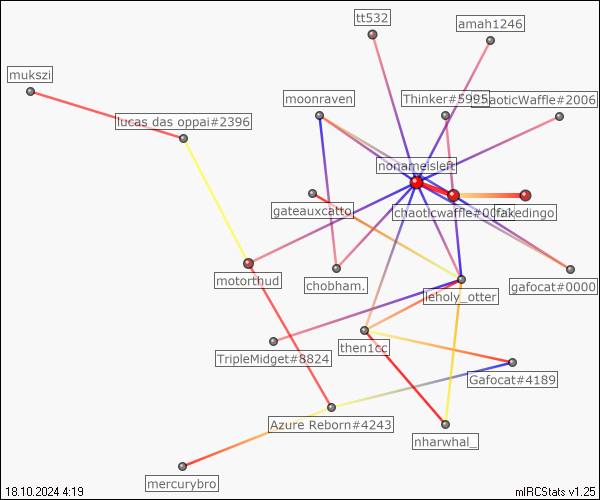 tt532
amah1246
mukszi
moonraven
Thinker#5995
haoticWaffle#2006
lucas das oppai#2396
nonameisleft
gateauxcatto
chaoticwaffle#00
fakedingo
motorthud
chobham.
leholy_otter
gafocat#0000
TripleMidget#8824
then1cc
Gafocat#4189
Azure Reborn#4243
nharwhal_
mercurybro
18.10.2024 4:19
mIRCStats v1.25